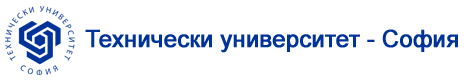 ТЕХНИЧЕСКИ УНИВЕРСИТЕТ
СОФИЯ
Технически университет - София